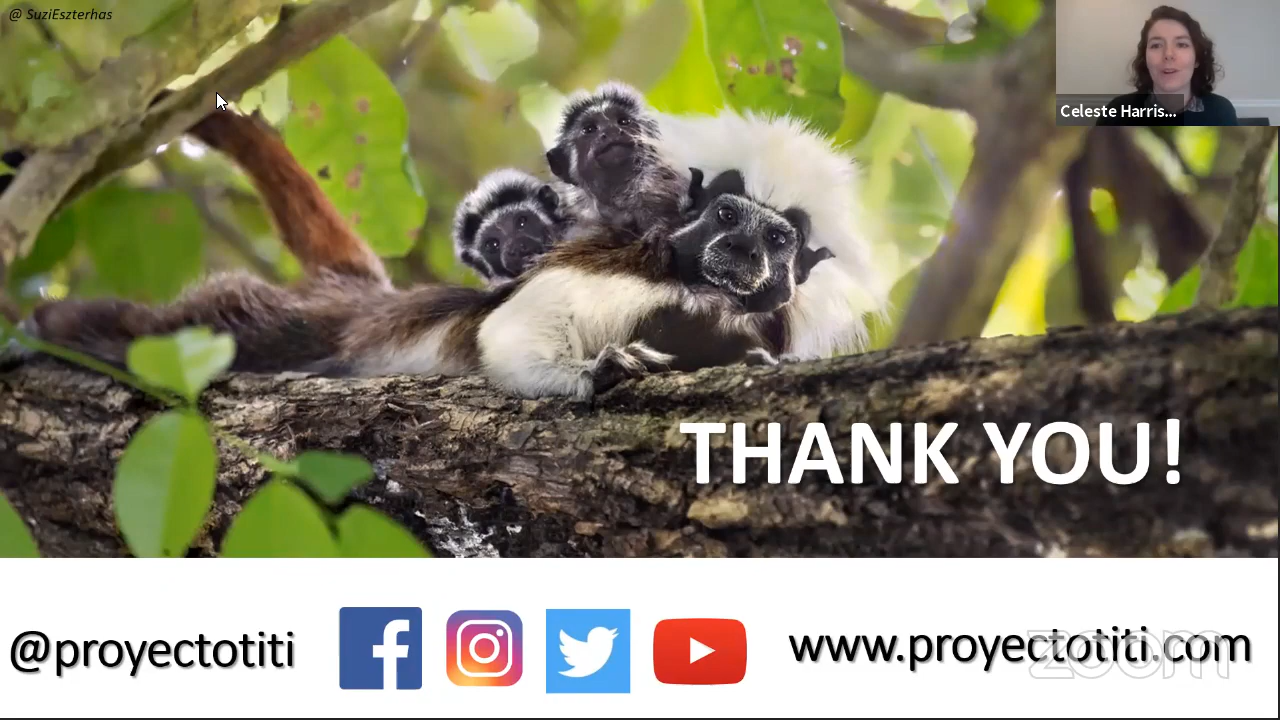 @ SuziEszterhas
Celeste Harris...
THANK YOU!
@proyectotiti
www.proyectotiti.com
zoom